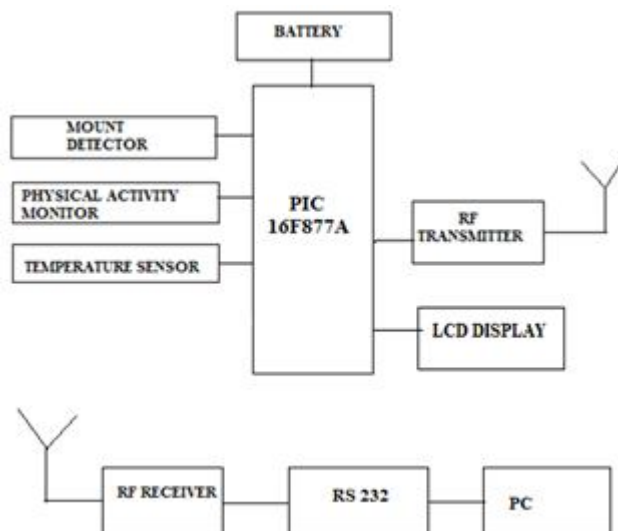 BATTERY
MOUNT
DETECTOR
PHYSICAL ACTIVITY
MONITOR
TEMPERATURE SENSOR
PIC
16F877A
RF
TRANSMITTER
LCD DISPLAY
RF RECEIVER
RS 232
PC